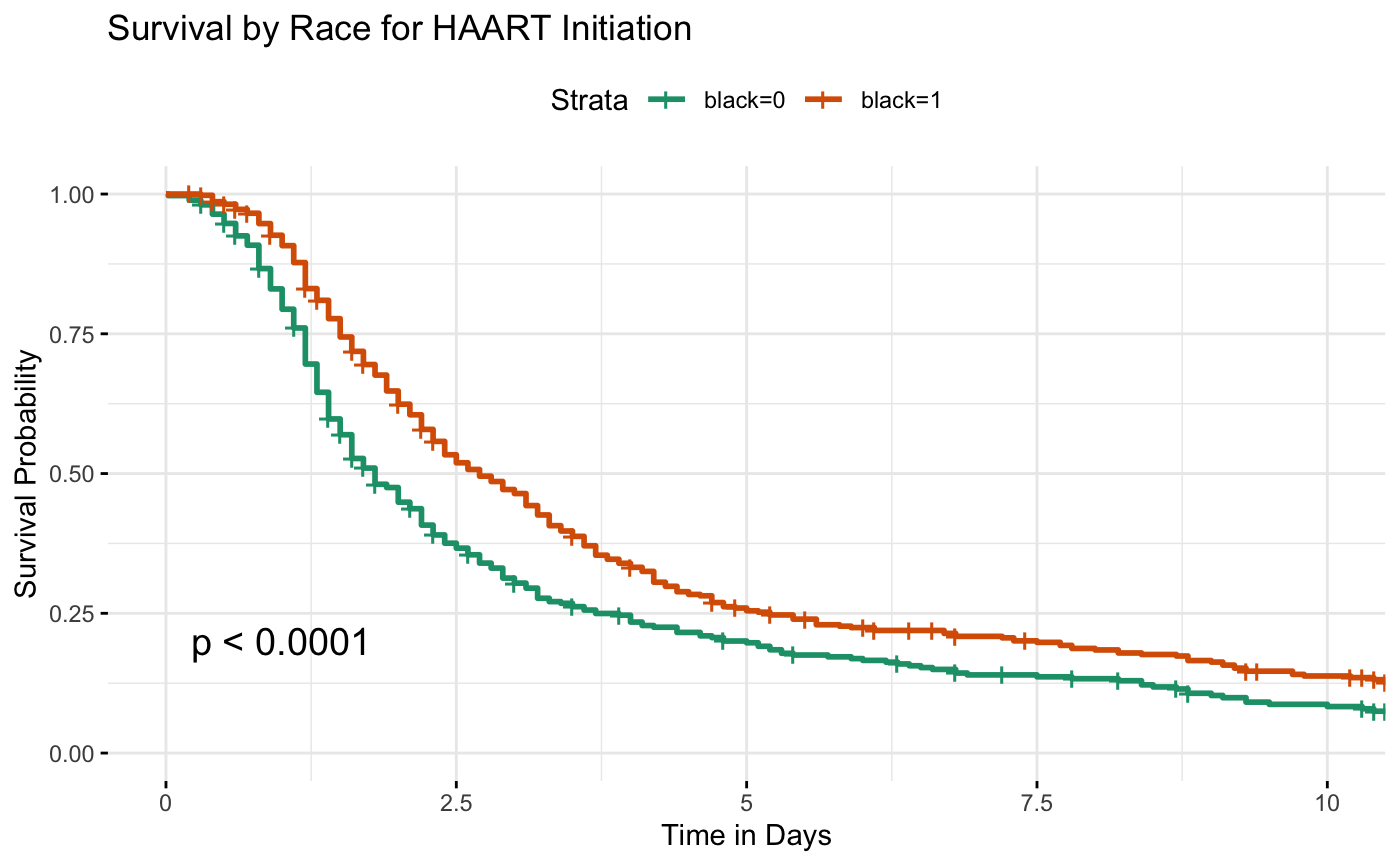 Survival by Race for HAART Initiation
Strata black=0 black=1
Survival Probability
1.00
0.75
0.50
0.25
0.00
p < 0.0001
0 2.5 5 7.5 10
Time in Days